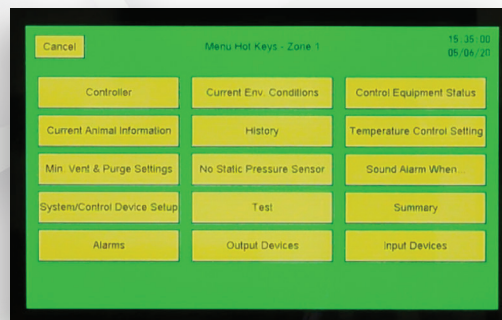 Cancel
Menu Hot Keys - Zone 1
15:35:00
05/06/20
Controller
Current Env. Conditions
Control Equipment Status
Current Animal Information
History
Temperature Control Setting
Min. Vent & Purge Settings
No Static Pressure Sensor
Sound Alarm When...
System/Control Device Setup
Test
Summary
Alarms
Output Devices
Input Devices